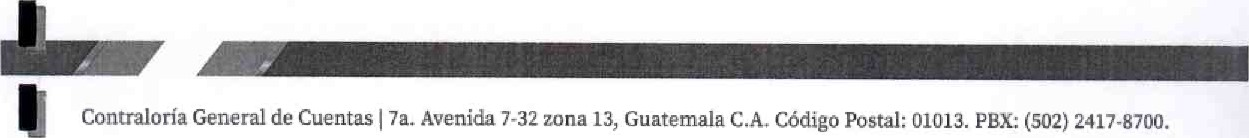 Contraloría General de Cuentas | 7a. Avenida 7-32 zona 13, Guatemala C.A. Código Postal: 01013. PBX: (502) 2417-8700.